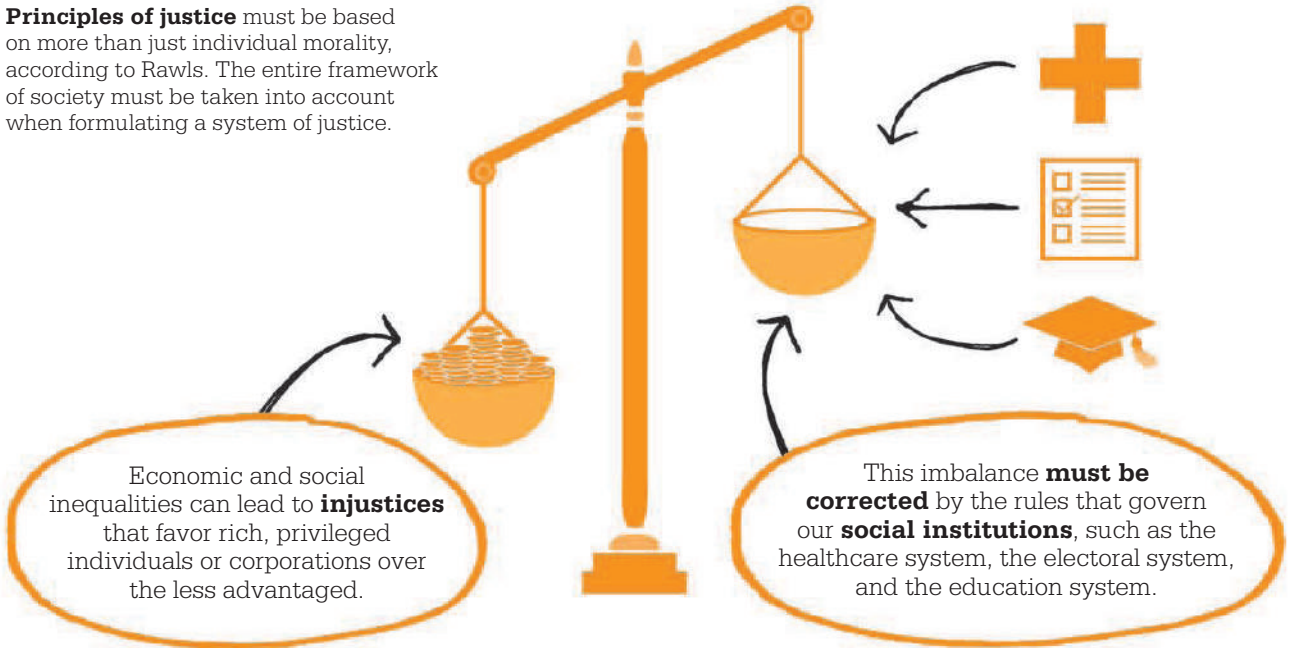 Principles of justice must be based
on more than just individual morality,
according to Rawls. The entire framework
of society must be taken into account
when formulating a system of justice.
Economic and social
inequalities can lead to injustices
that favor rich, privileged
individuals or corporations over
the less advantaged.
This imbalance must be
corrected by the rules that govern
our social institutions, such as the
healthcare system, the electoral system,
and the education system.